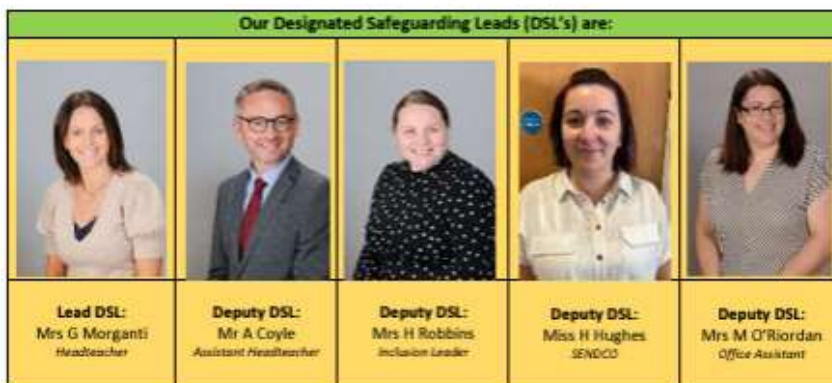 Our Designated Safeguarding Leads (DSL's) are:
Lead DSL:
Mrs G Morganti
Headteacher
Deputy DSL:
Mr A Coyle
Assistant Headteacher
Deputy DSL:
Mrs H Robbins
Inclusion Leader
Deputy DSL:
Miss H Hughes
SENDCO
Deputy DSL:
Mrs M O'Riordan
Office Assistant